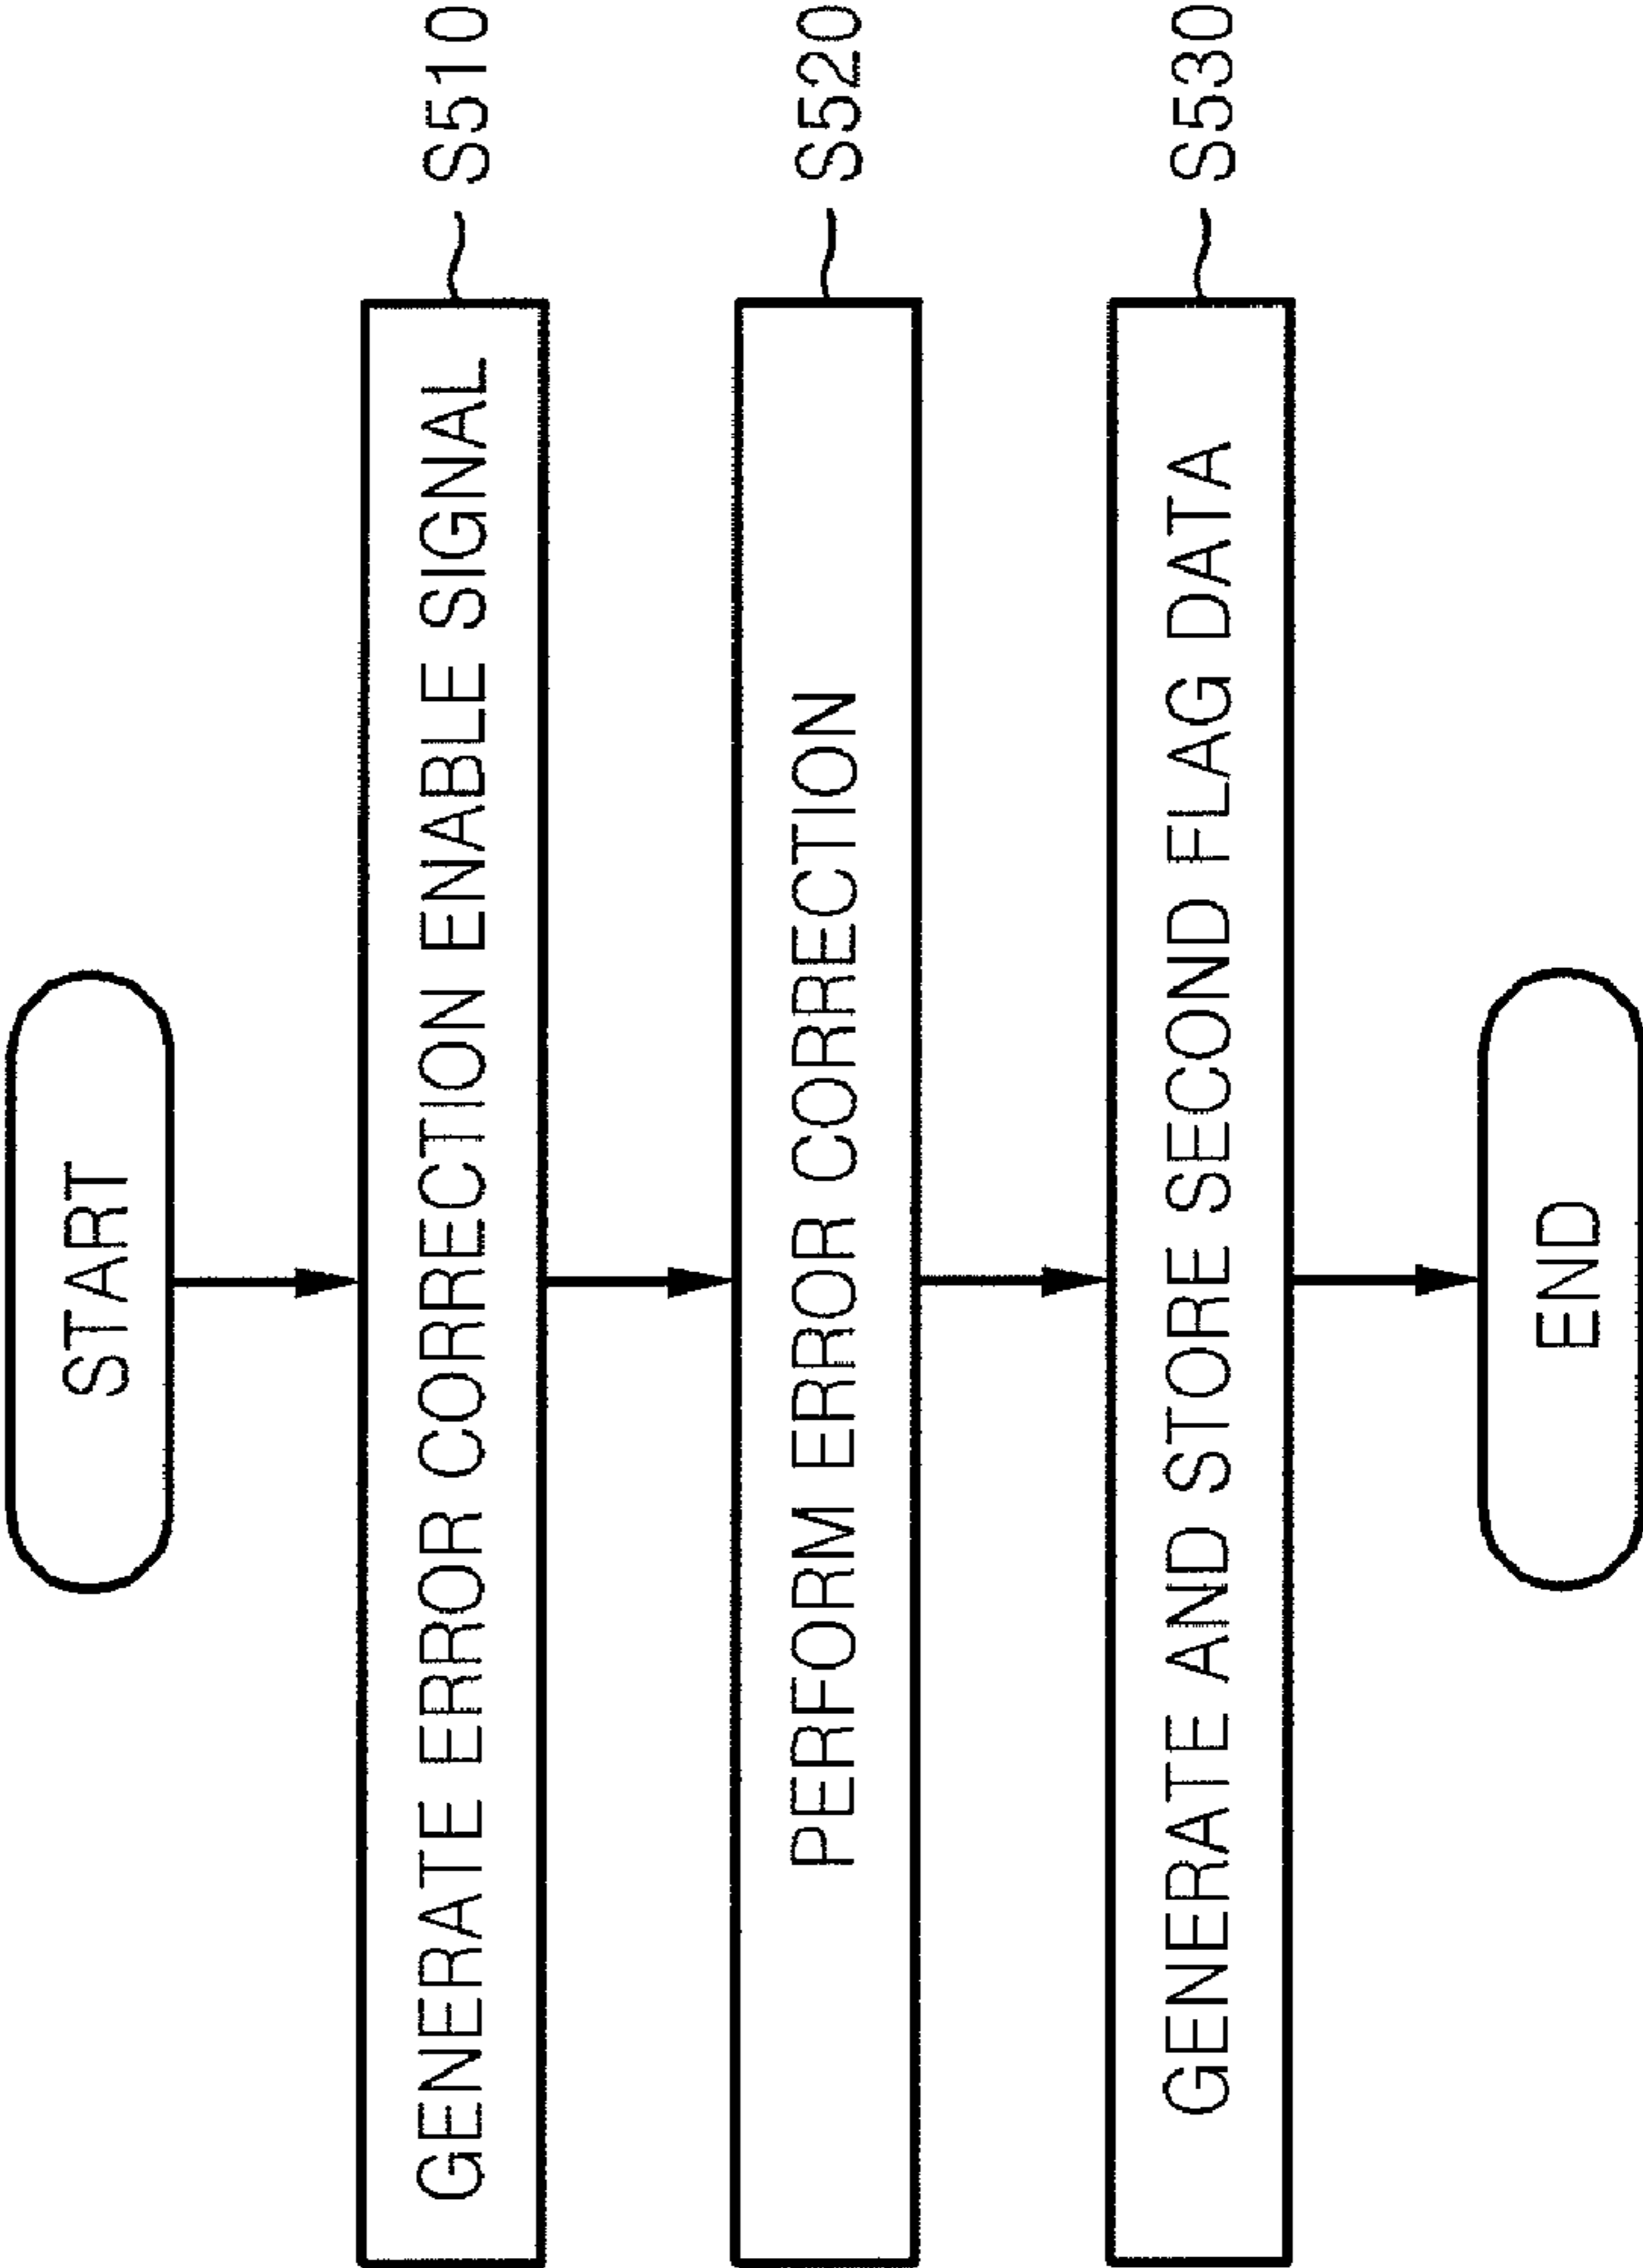 START
GENERATE ERROR CORRECTION ENABLE SIGNAL
S510
PERFORM ERROR CORRECTION
S520
GENERATE AND STORE SECOND FLAG DATA
S530
END